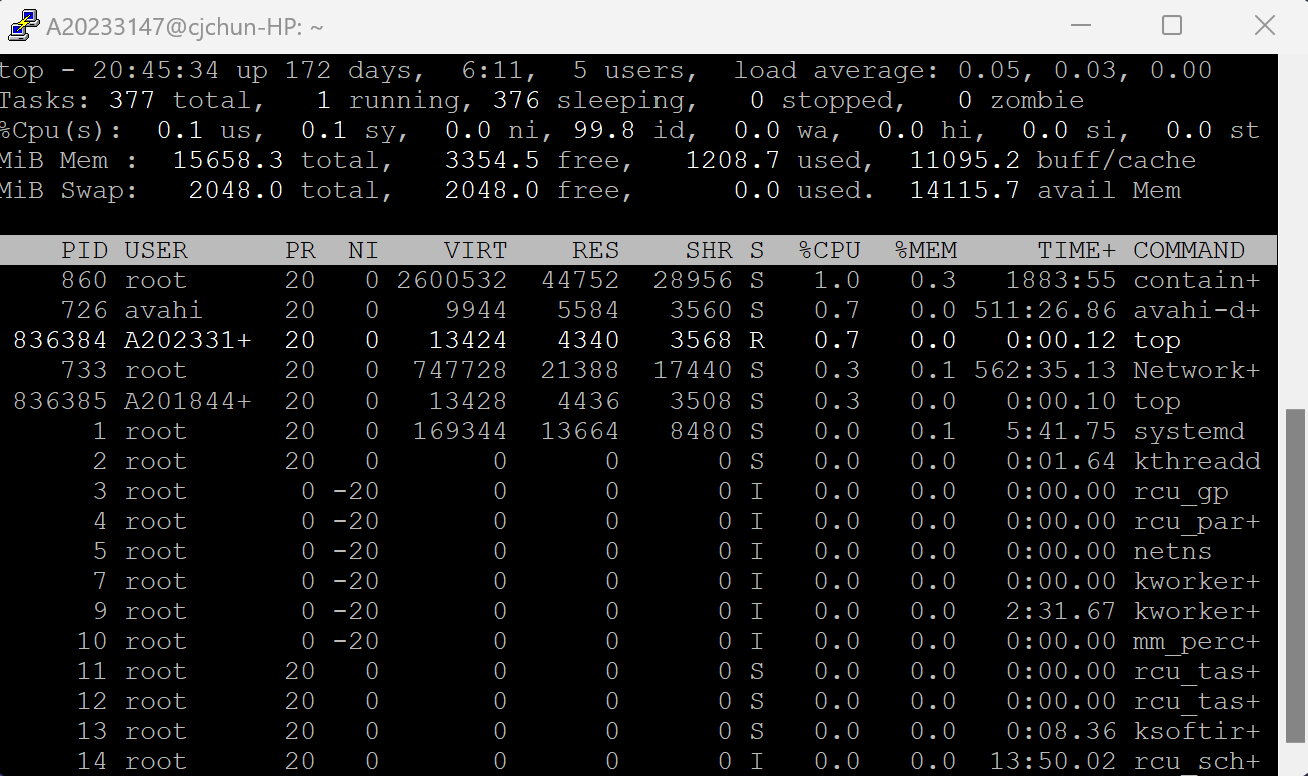 A20233147@cjchun-HP: ~
top - 20:45:34 up 172 days,  6:11,  5 users,  load average: 0.05, 0.03, 0.00
Tasks: 377 total,   1 running, 376 sleeping,   0 stopped,   0 zombie
%Cpu(s):  0.1 us,  0.1 sy,  0.0 ni, 99.8 id,  0.0 wa,  0.0 hi,  0.0 si,  0.0 st
MiB Mem :  15658.3 total,   3354.5 free,   1208.7 used,  11095.2 buff/cache
MiB Swap:   2048.0 total,   2048.0 free,      0.0 used.  14115.7 avail Mem
PID USER      PR  NI    VIRT    RES    SHR S  %CPU  %MEM     TIME+ COMMAND
860 root      20   0 2600532  44752  28956 S   1.0   0.3   1883:55 contain+
726 avahi     20   0    9944   5584   3560 S   0.7   0.0 511:26.86 avahi-d+
836384 A202331+  20   0   13424   4340   3568 R   0.7   0.0   0:00.12 top
733 root      20   0  747728  21388  17440 S   0.3   0.1 562:35.13 Network+
836385 A201844+  20   0   13428   4436   3508 S   0.3   0.0   0:00.10 top
1 root      20   0  169344  13664   8480 S   0.0   0.1   5:41.75 systemd
2 root      20   0       0      0      0 S   0.0   0.0   0:01.64 kthreadd
3 root       0 -20       0      0      0 I   0.0   0.0   0:00.00 rcu_gp
4 root       0 -20       0      0      0 I   0.0   0.0   0:00.00 rcu_par+
5 root       0 -20       0      0      0 I   0.0   0.0   0:00.00 netns
7 root       0 -20       0      0      0 I   0.0   0.0   0:00.00 kworker+
9 root       0 -20       0      0      0 I   0.0   0.0   2:31.67 kworker+
10 root       0 -20       0      0      0 I   0.0   0.0   0:00.00 mm_perc+
11 root      20   0       0      0      0 S   0.0   0.0   0:00.00 rcu_tas+
12 root      20   0       0      0      0 S   0.0   0.0   0:00.00 rcu_tas+
13 root      20   0       0      0      0 S   0.0   0.0   0:08.36 ksoftir+
14 root      20   0       0      0      0 I   0.0   0.0  13:50.02 rcu_sch+